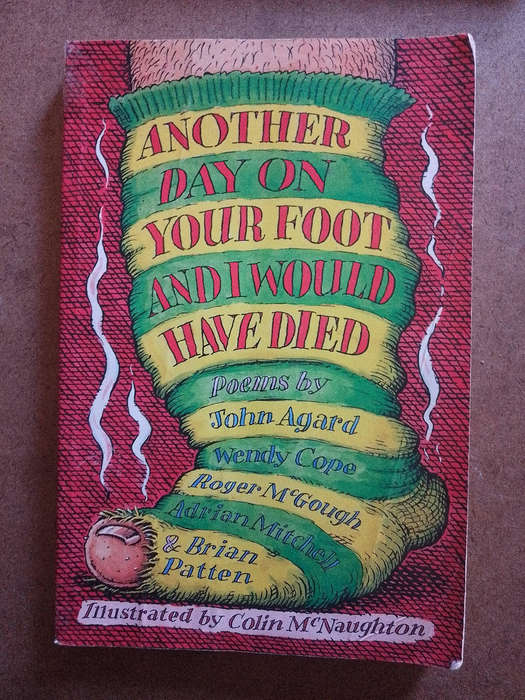 ANOTHER
DAY ON
YOUR FOOT
AND I WOULD
HAVE DIED
Poems by
John Agard
Wendy Cope
Roger McGough
Adrian Mitchell
& Brian
Patten
Illustrated by Colin McNaughton